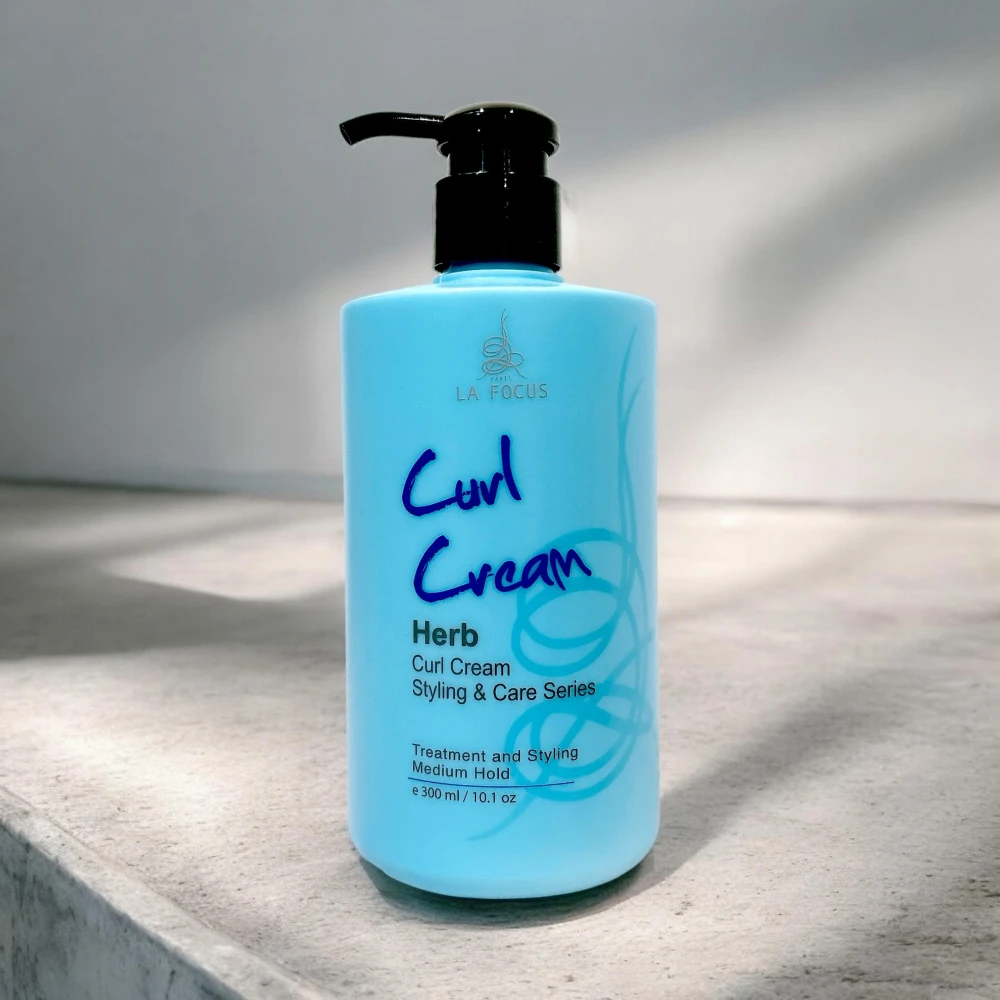 PARIS
LA FOCUS
Curl
Cream
Herb
Curl Cream
Styling & Care Series
Treatment and Styling
Medium Hold
e 300 ml / 10.1 oz